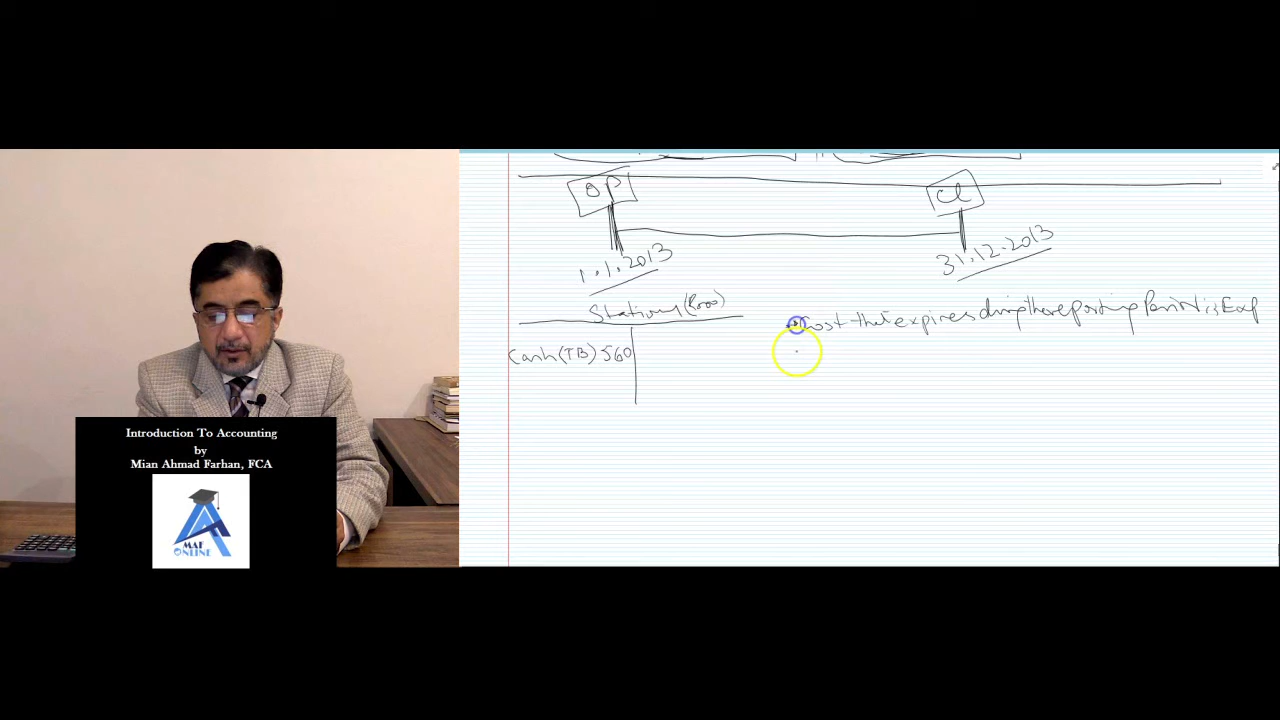 OP
Cl
1.1.2013
31.12.2013
Stationery (Rs000)
Cost that expires during the reporting Period is Exp
Cash (TB) 560
Introduction To Accounting
by
Mian Ahmad Farhan, FCA
MAF
ONLINE